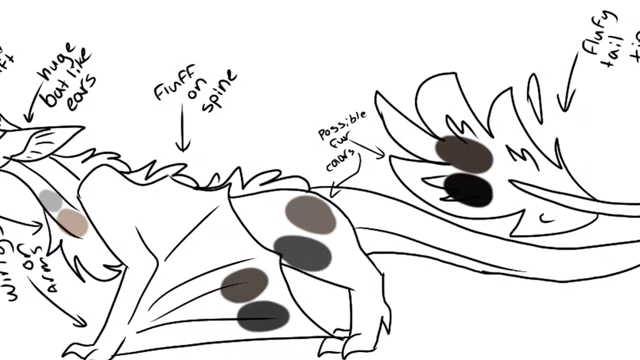 huge
bat like
ears
Fluff
on
spine
Possible
fur
colors
Flufy
tail
wings
on
arms